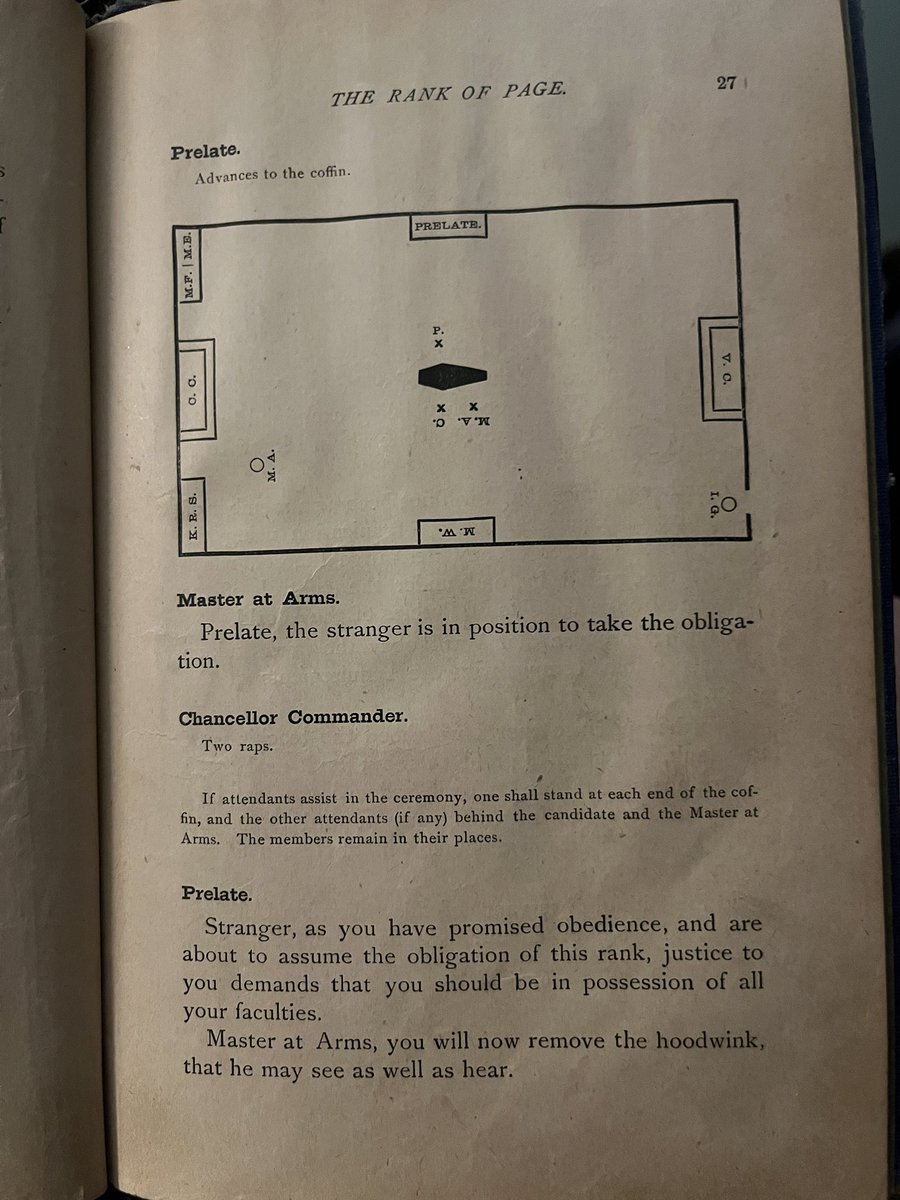 THE RANK OF PAGE.
27
Prelate.
Advances to the coffin.
PRELATE.
M.F. | M.E.
P.
X
C. C.
V. C.
X X
C. M. A.
M. A.
K. R. S.
I. G.
M. W.
Master at Arms.
Prelate, the stranger is in position to take the obliga-
tion.
Chancellor Commander.
Two raps.
If attendants assist in the ceremony, one shall stand at each end of the cof-
fin, and the other attendants (if any) behind the candidate and the Master at
Arms. The members remain in their places.
Prelate.
Stranger, as you have promised obedience, and are
about to assume the obligation of this rank, justice to
you demands that you should be in possession of all
your faculties.
Master at Arms, you will now remove the hoodwink,
that he may see as well as hear.